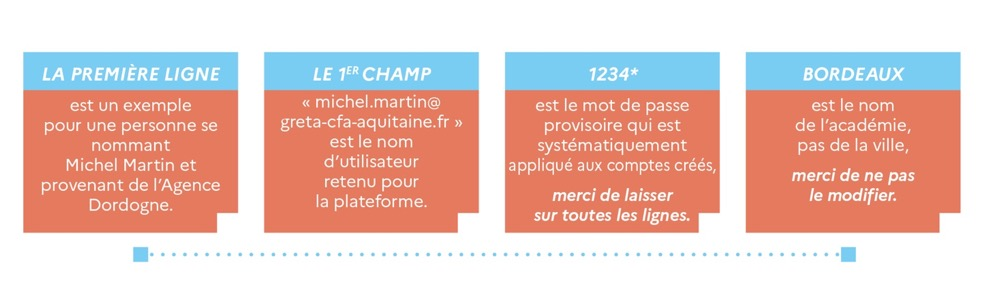 LA PREMIÈRE LIGNE
est un exemple
pour une personne se
nommant
Michel Martin et
provenant de l'Agence
Dordogne.
LE 1ER CHAMP
« michel.martin@
greta-cfa-aquitaine.fr »
est le nom
d'utilisateur
retenu pour
la plateforme.
1234*
est le mot de passe
provisoire qui est
systématiquement
appliqué aux comptes créés,
merci de laisser
sur toutes les lignes.
BORDEAUX
est le nom
de l'académie,
pas de la ville,
merci de ne pas
le modifier.